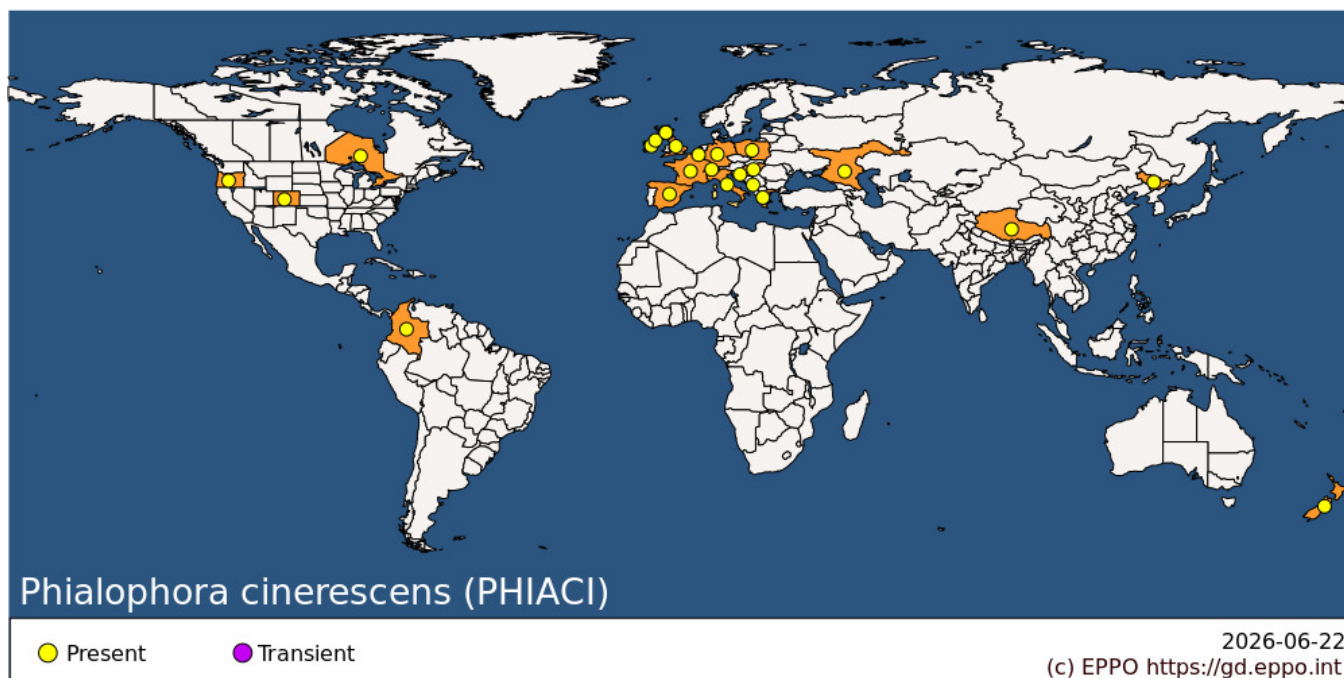 Phialophora cinerescens (PHIACI)
Present
Transient
2026-06-22
(c) EPPO https://gd.eppo.int